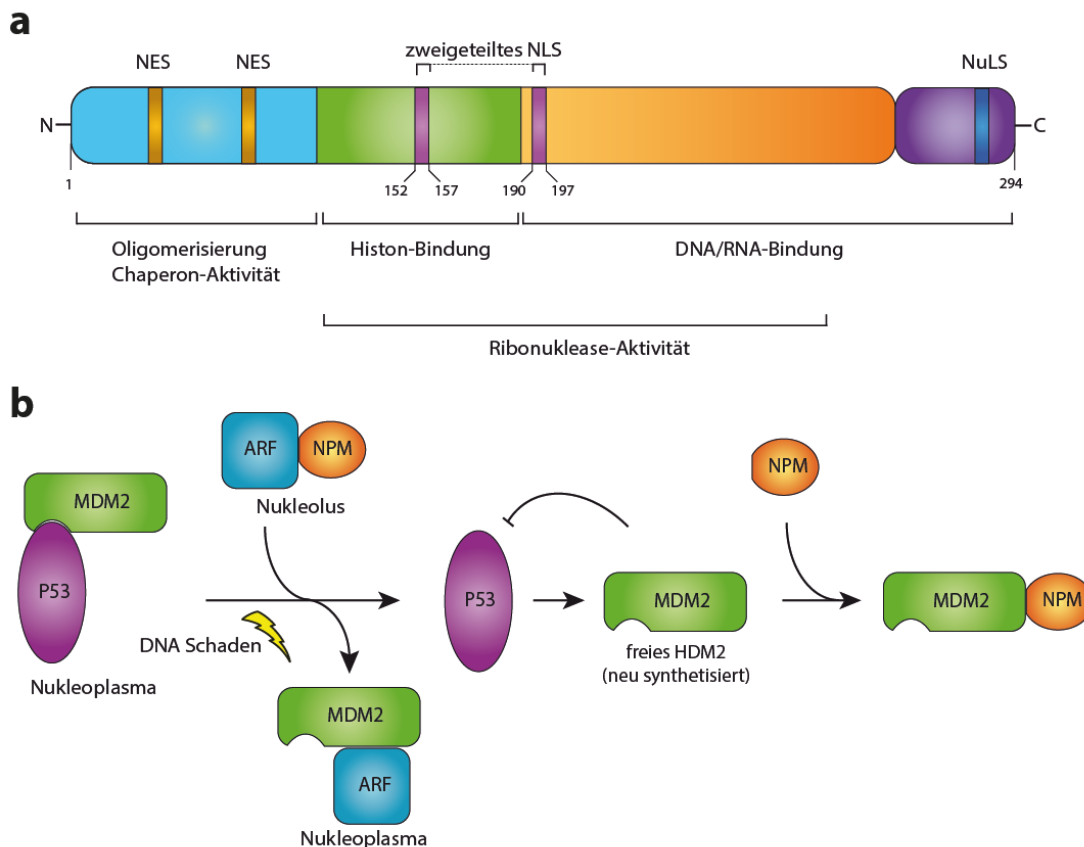 a
NES
NES
zweigeteiltes NLS
NuLS
N
C
1
152
157
190
197
294
Oligomerisierung
Chaperon-Aktivität
Histon-Bindung
DNA/RNA-Bindung
Ribonuklease-Aktivität
b
ARF
NPM
Nukleolus
NPM
MDM2
P53
Nukleoplasma
DNA Schaden
P53
MDM2
freies HDM2
(neu synthetisiert)
MDM2
NPM
MDM2
ARF
Nukleoplasma